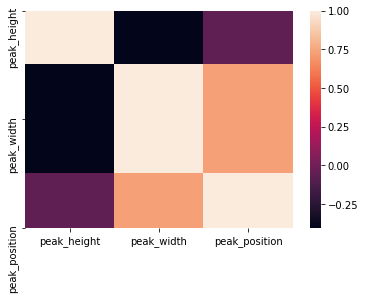 peak_height
peak_width
peak_position
peak_height peak_width peak_position
1.00
0.75
0.50
0.25
0.00
−0.25